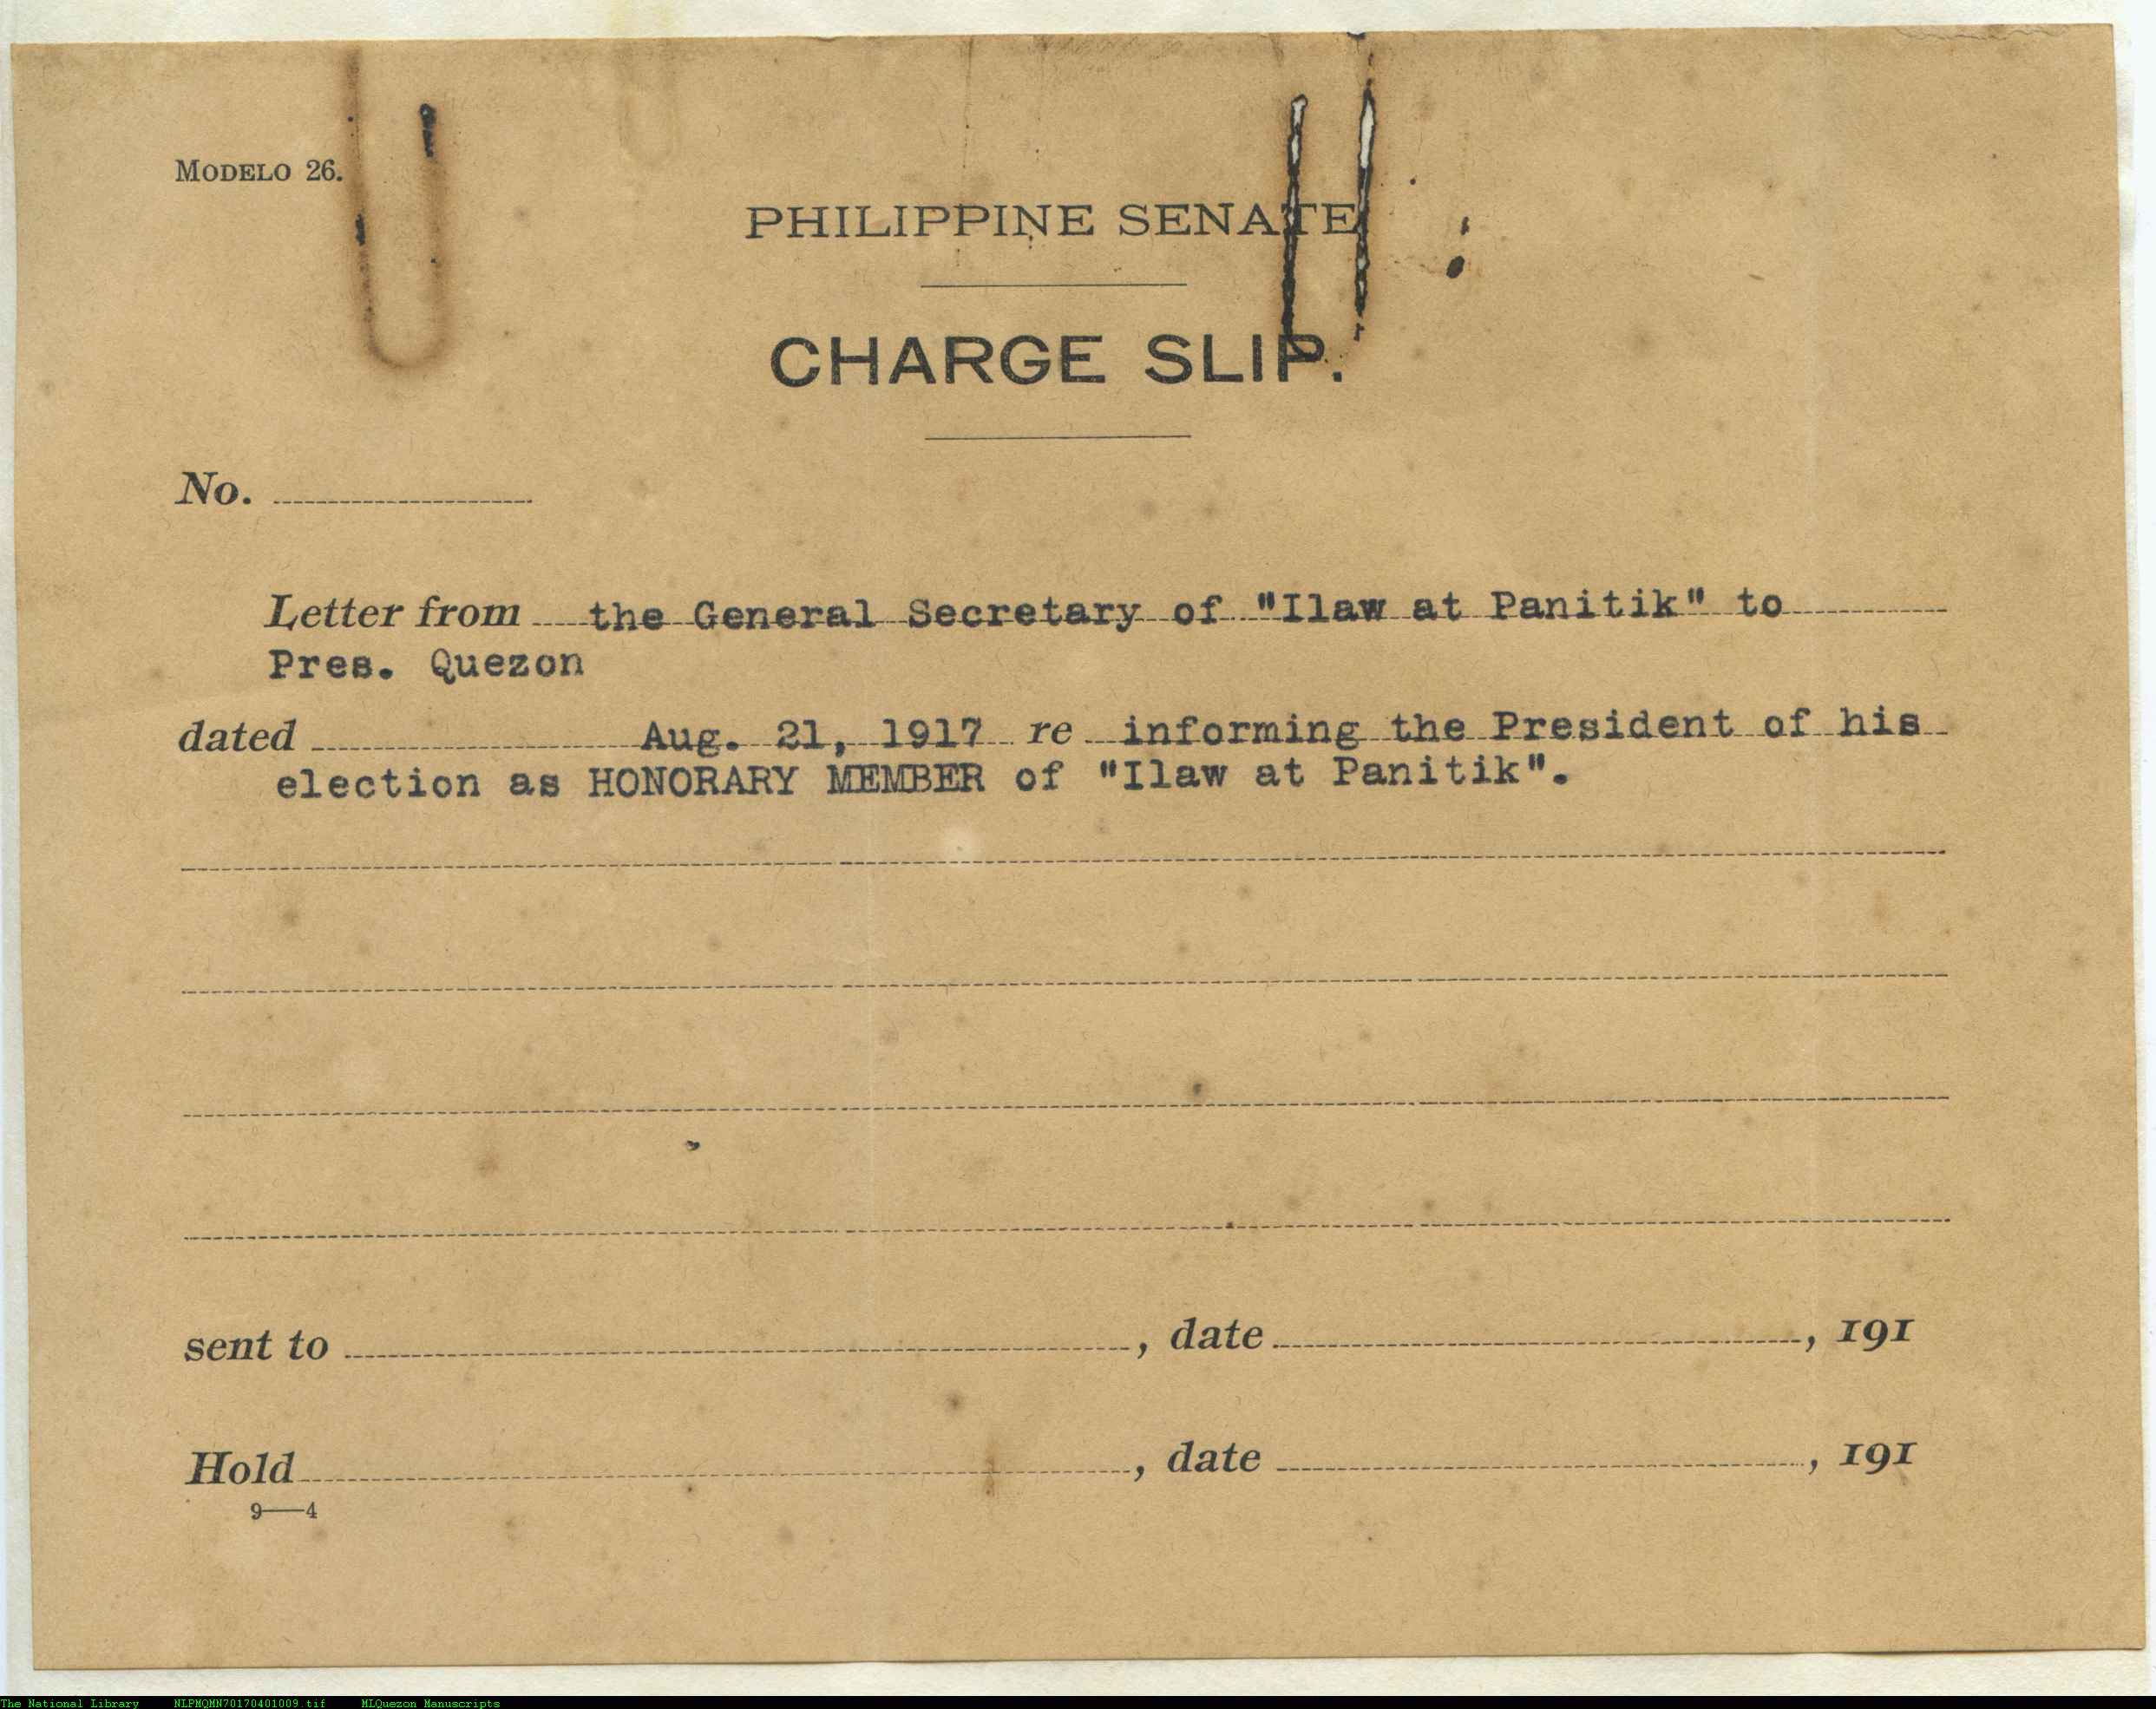 MODELO 26.
PHILIPPINE SENATE
CHARGE SLIP.
No.
Letter from the General Secretary of "Ilaw at Panitik" to
Pres. Quezon
dated Aug. 21, 1917 re informing the President of his
election as HONORARY MEMBER of "Ilaw at Panitik".
sent to , date , 191
Hold , date , 191
9—4
The National Library NLPMQMN70170401009.tif MLQuezon Manuscripts